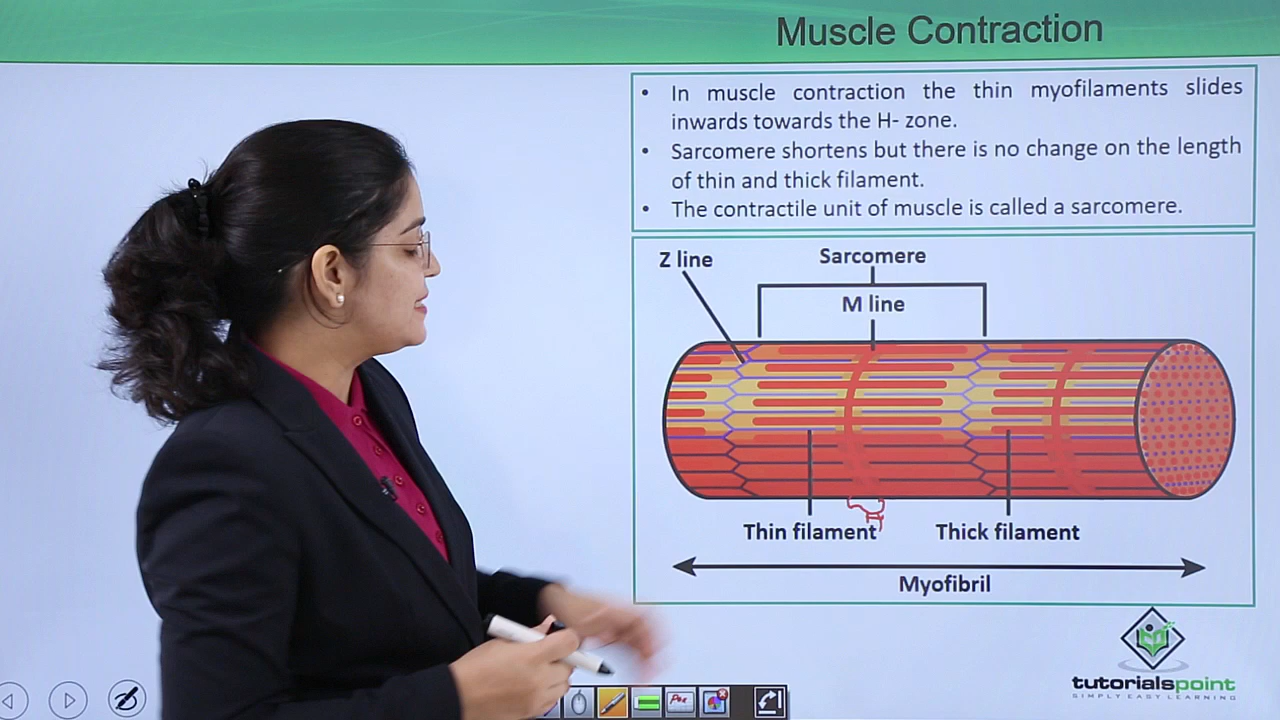 Muscle Contraction
• In muscle contraction the thin myofilaments slides
inwards towards the H- zone.
• Sarcomere shortens but there is no change on the length
of thin and thick filament.
• The contractile unit of muscle is called a sarcomere.
Z line
Sarcomere
M line
H
Thin filament
Thick filament
Myofibril
tutorialspoint
SIMPLY EASY LEARNING